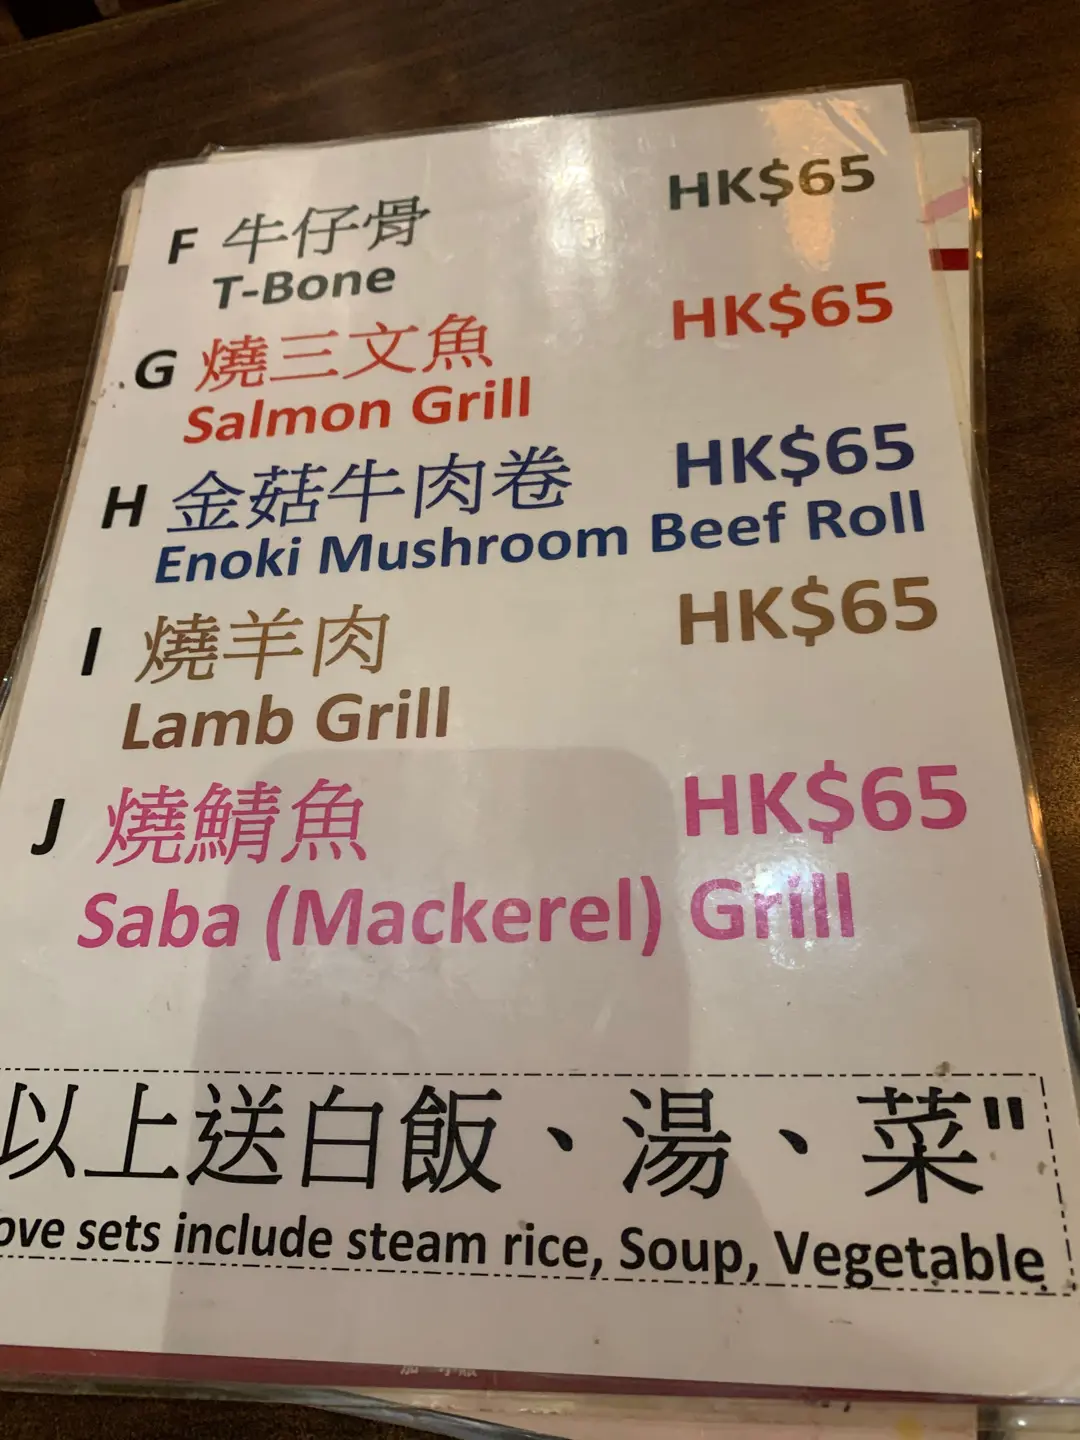 F 牛仔骨 HK$65
T-Bone
G 燒三文魚 HK$65
Salmon Grill
H 金菇牛肉卷 HK$65
Enoki Mushroom Beef Roll
I 燒羊肉 HK$65
Lamb Grill
J 燒鯖魚 HK$65
Saba (Mackerel) Grill
以上送白飯、湯、菜"
ove sets include steam rice, Soup, Vegetable